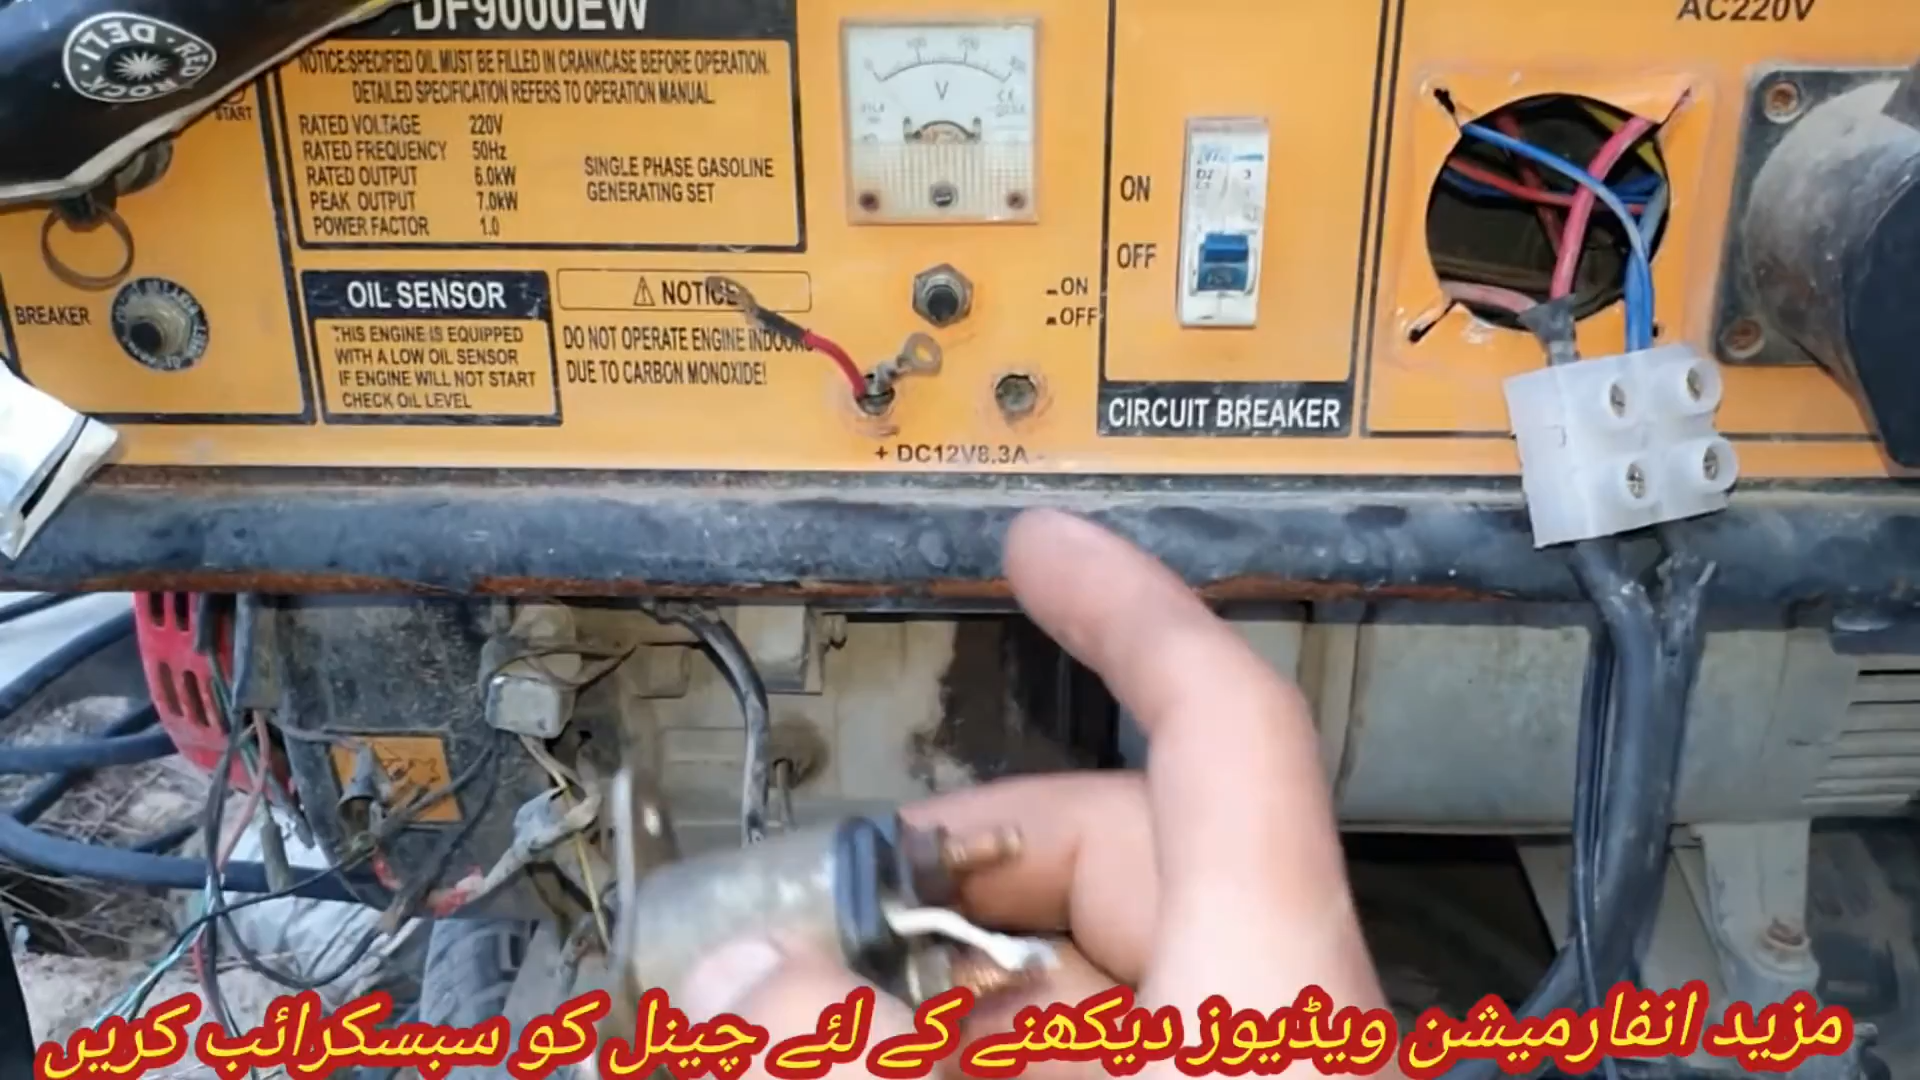 DF9000EW
NOTICE:SPECIFIED OIL MUST BE FILLED IN CRANKCASE BEFORE OPERATION.
DETAILED SPECIFICATION REFERS TO OPERATION MANUAL.
RATED VOLTAGE 220V
RATED FREQUENCY 50Hz
RATED OUTPUT 6.0kW
PEAK OUTPUT 7.0kW
POWER FACTOR 1.0
SINGLE PHASE GASOLINE
GENERATING SET
START
BREAKER
OIL SENSOR
THIS ENGINE IS EQUIPPED
WITH A LOW OIL SENSOR
IF ENGINE WILL NOT START
CHECK OIL LEVEL
⚠ NOTICE
DO NOT OPERATE ENGINE INDOORS
DUE TO CARBON MONOXIDE!
V
ON
OFF
+ DC12V8.3A -
ON
OFF
CIRCUIT BREAKER
AC220V
RED ROCK · DELI ·
مزید انفارمیشن ویڈیوز دیکھنے کے لئے چینل کو سبسکرائب کریں